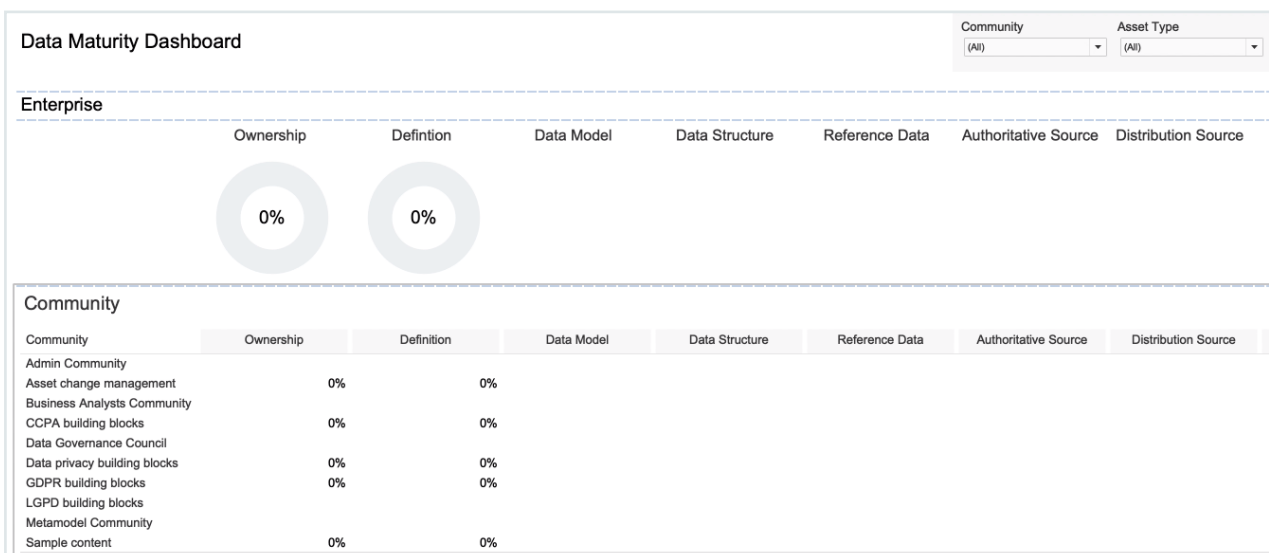 Data Maturity Dashboard
Community Asset Type
(All) (All)
Enterprise
Ownership Defintion Data Model Data Structure Reference Data Authoritative Source Distribution Source
0% 0%
Community
Community Ownership Definition Data Model Data Structure Reference Data Authoritative Source Distribution Source
Admin Community
Asset change management 0% 0%
Business Analysts Community
CCPA building blocks 0% 0%
Data Governance Council
Data privacy building blocks 0% 0%
GDPR building blocks 0% 0%
LGPD building blocks
Metamodel Community
Sample content 0% 0%